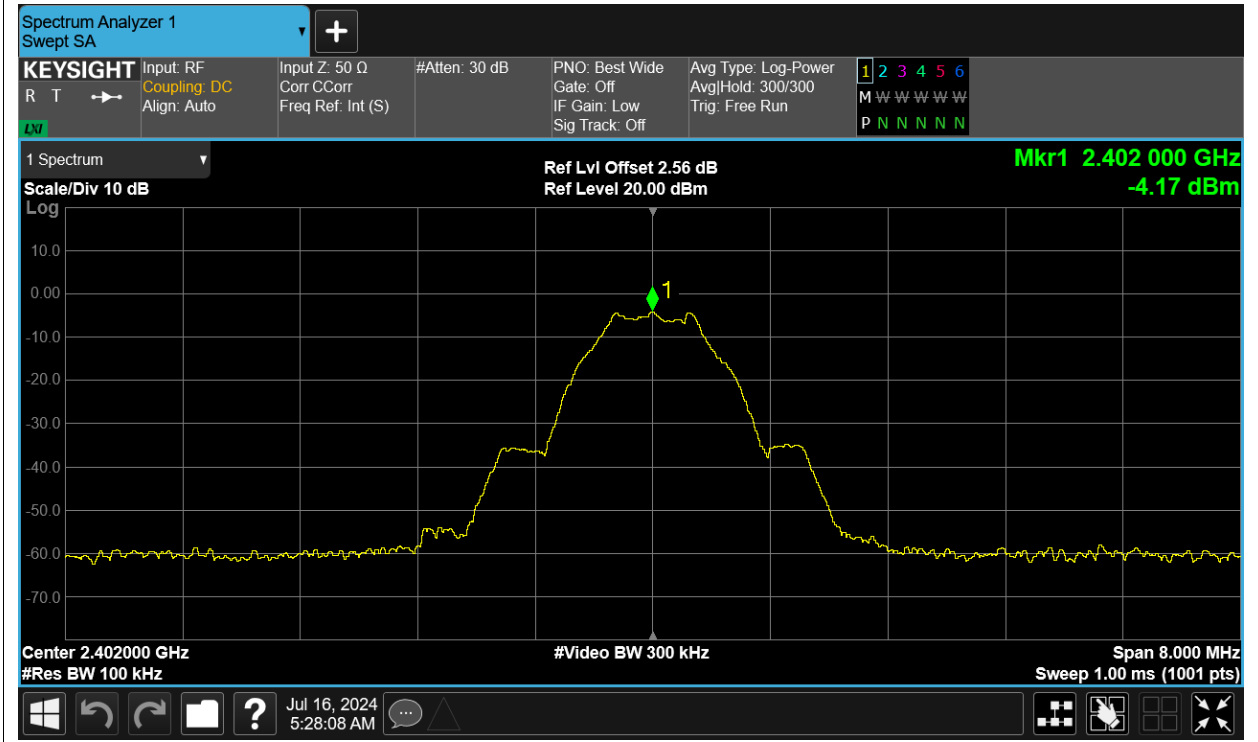 Spectrum Analyzer 1
Swept SA
+
KEYSIGHT
R T
LXI
Input: RF
Coupling: DC
Align: Auto
Input Z: 50 Ω
Corr CCorr
Freq Ref: Int (S)
#Atten: 30 dB
PNO: Best Wide
Gate: Off
IF Gain: Low
Sig Track: Off
Avg Type: Log-Power
Avg|Hold: 300/300
Trig: Free Run
1 2 3 4 5 6
M W W W W W W
P N N N N N N
1 Spectrum
Scale/Div 10 dB
Log
Ref Lvl Offset 2.56 dB
Ref Level 20.00 dBm
Mkr1 2.402 000 GHz
-4.17 dBm
1
10.0
0.00
-10.0
-20.0
-30.0
-40.0
-50.0
-60.0
-70.0
Center 2.402000 GHz
#Res BW 100 kHz
#Video BW 300 kHz
Span 8.000 MHz
Sweep 1.00 ms (1001 pts)
?
Jul 16, 2024
5:28:08 AM